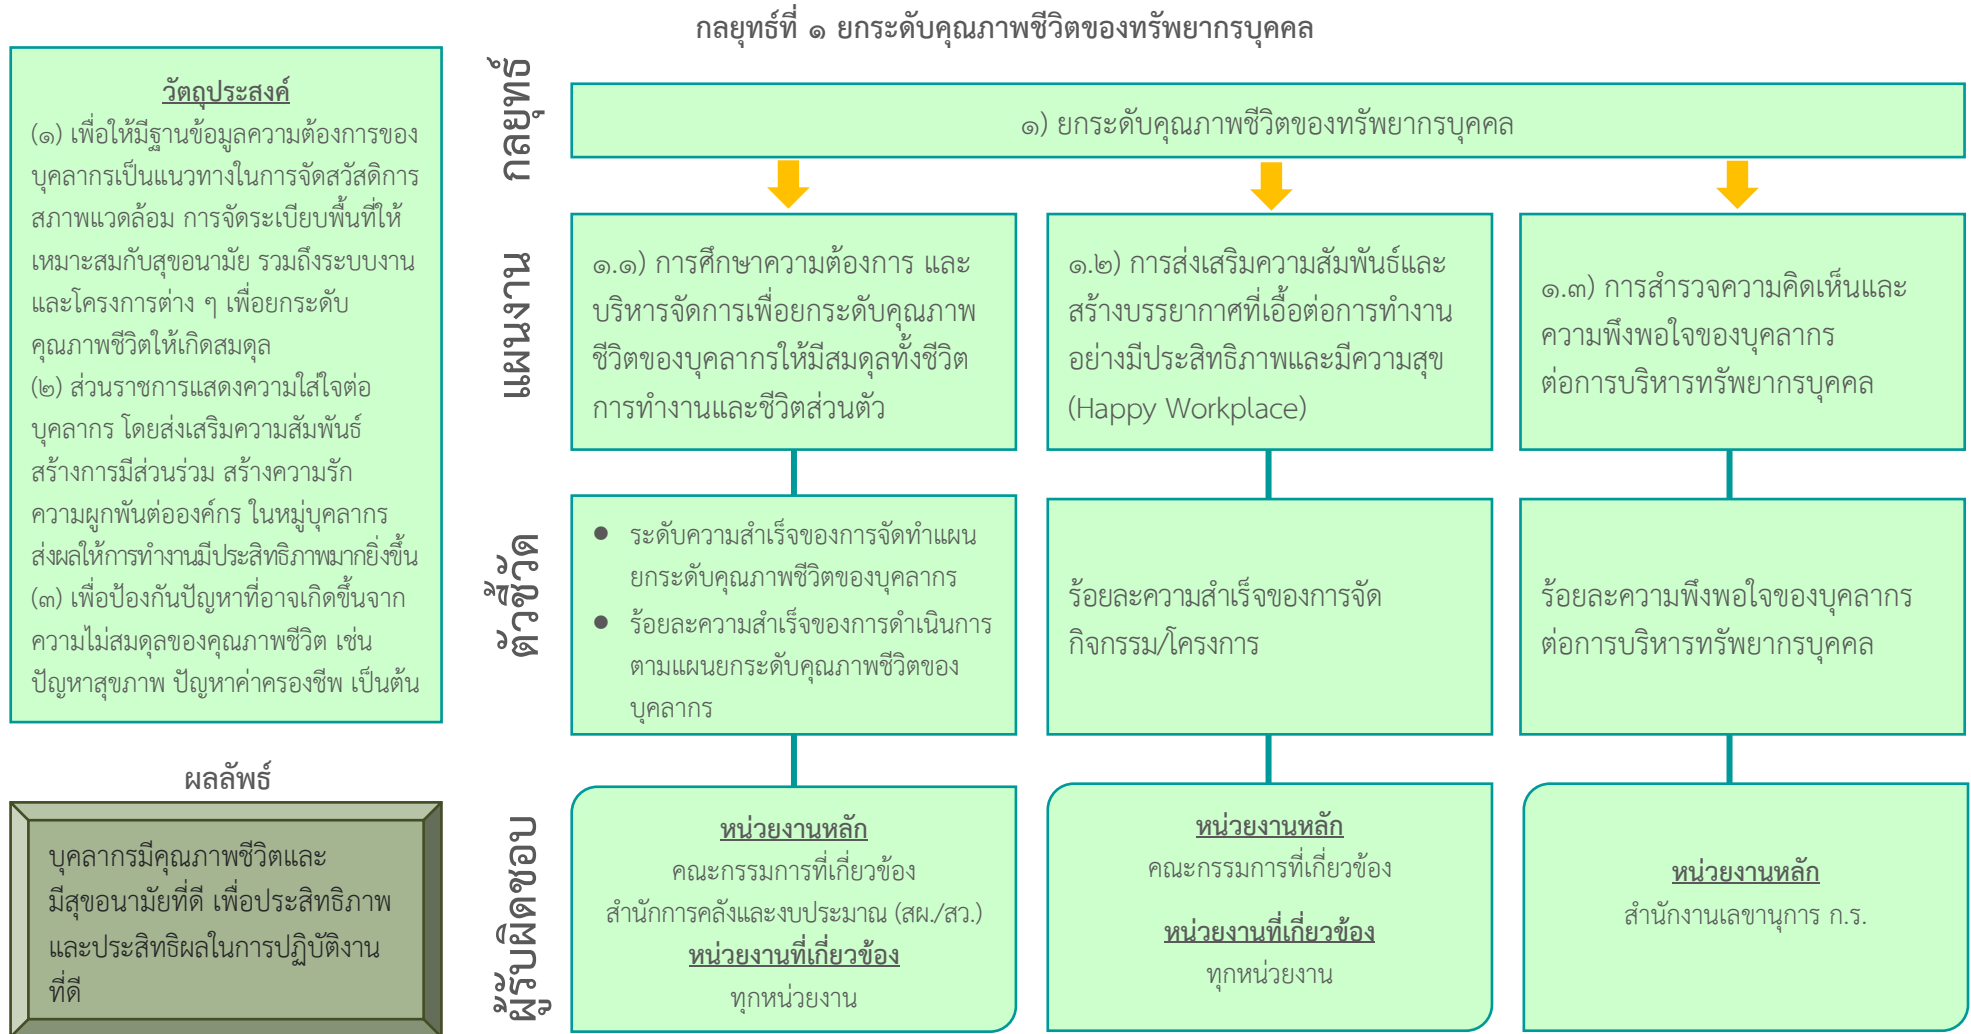 กลยุทธ์ที่ ๑ ยกระดับคุณภาพชีวิตของทรัพยากรบุคคล
วัตถุประสงค์
(๑) เพื่อให้มีฐานข้อมูลความต้องการของ
บุคลากรเป็นแนวทางในการจัดสวัสดิการ
สภาพแวดล้อม การจัดระเบียบพื้นที่ให้
เหมาะสมกับสุขอนามัย รวมถึงระบบงาน
และโครงการต่าง ๆ เพื่อยกระดับ
คุณภาพชีวิตให้เกิดสมดุล
(๒) ส่วนราชการแสดงความใส่ใจต่อ
บุคลากร โดยส่งเสริมความสัมพันธ์
สร้างการมีส่วนร่วม สร้างความรัก
ความผูกพันต่อองค์กร ในหมู่บุคลากร
ส่งผลให้การทำงานมีประสิทธิภาพมากยิ่งขึ้น
(๓) เพื่อป้องกันปัญหาที่อาจเกิดขึ้นจาก
ความไม่สมดุลของคุณภาพชีวิต เช่น
ปัญหาสุขภาพ ปัญหาค่าครองชีพ เป็นต้น
ผลลัพธ์
บุคลากรมีคุณภาพชีวิตและ
มีสุขอนามัยที่ดี เพื่อประสิทธิภาพ
และประสิทธิผลในการปฏิบัติงาน
ที่ดี
กลยุทธ์
๑) ยกระดับคุณภาพชีวิตของทรัพยากรบุคคล
แผนงาน
๑.๑) การศึกษาความต้องการ และ
บริหารจัดการเพื่อยกระดับคุณภาพ
ชีวิตของบุคลากรให้มีสมดุลทั้งชีวิต
การทำงานและชีวิตส่วนตัว
๑.๒) การส่งเสริมความสัมพันธ์และ
สร้างบรรยากาศที่เอื้อต่อการทำงาน
อย่างมีประสิทธิภาพและมีความสุข
(Happy Workplace)
๑.๓) การสำรวจความคิดเห็นและ
ความพึงพอใจของบุคลากร
ต่อการบริหารทรัพยากรบุคคล
ตัวชี้วัด
● ระดับความสำเร็จของการจัดทำแผน
ยกระดับคุณภาพชีวิตของบุคลากร
● ร้อยละความสำเร็จของการดำเนินการ
ตามแผนยกระดับคุณภาพชีวิตของ
บุคลากร
ร้อยละความสำเร็จของการจัด
กิจกรรม/โครงการ
ร้อยละความพึงพอใจของบุคลากร
ต่อการบริหารทรัพยากรบุคคล
ผู้รับผิดชอบ
หน่วยงานหลัก
คณะกรรมการที่เกี่ยวข้อง
สำนักการคลังและงบประมาณ (สผ./สว.)
หน่วยงานที่เกี่ยวข้อง
ทุกหน่วยงาน
หน่วยงานหลัก
คณะกรรมการที่เกี่ยวข้อง
หน่วยงานที่เกี่ยวข้อง
ทุกหน่วยงาน
หน่วยงานหลัก
สำนักงานเลขานุการ ก.ร.